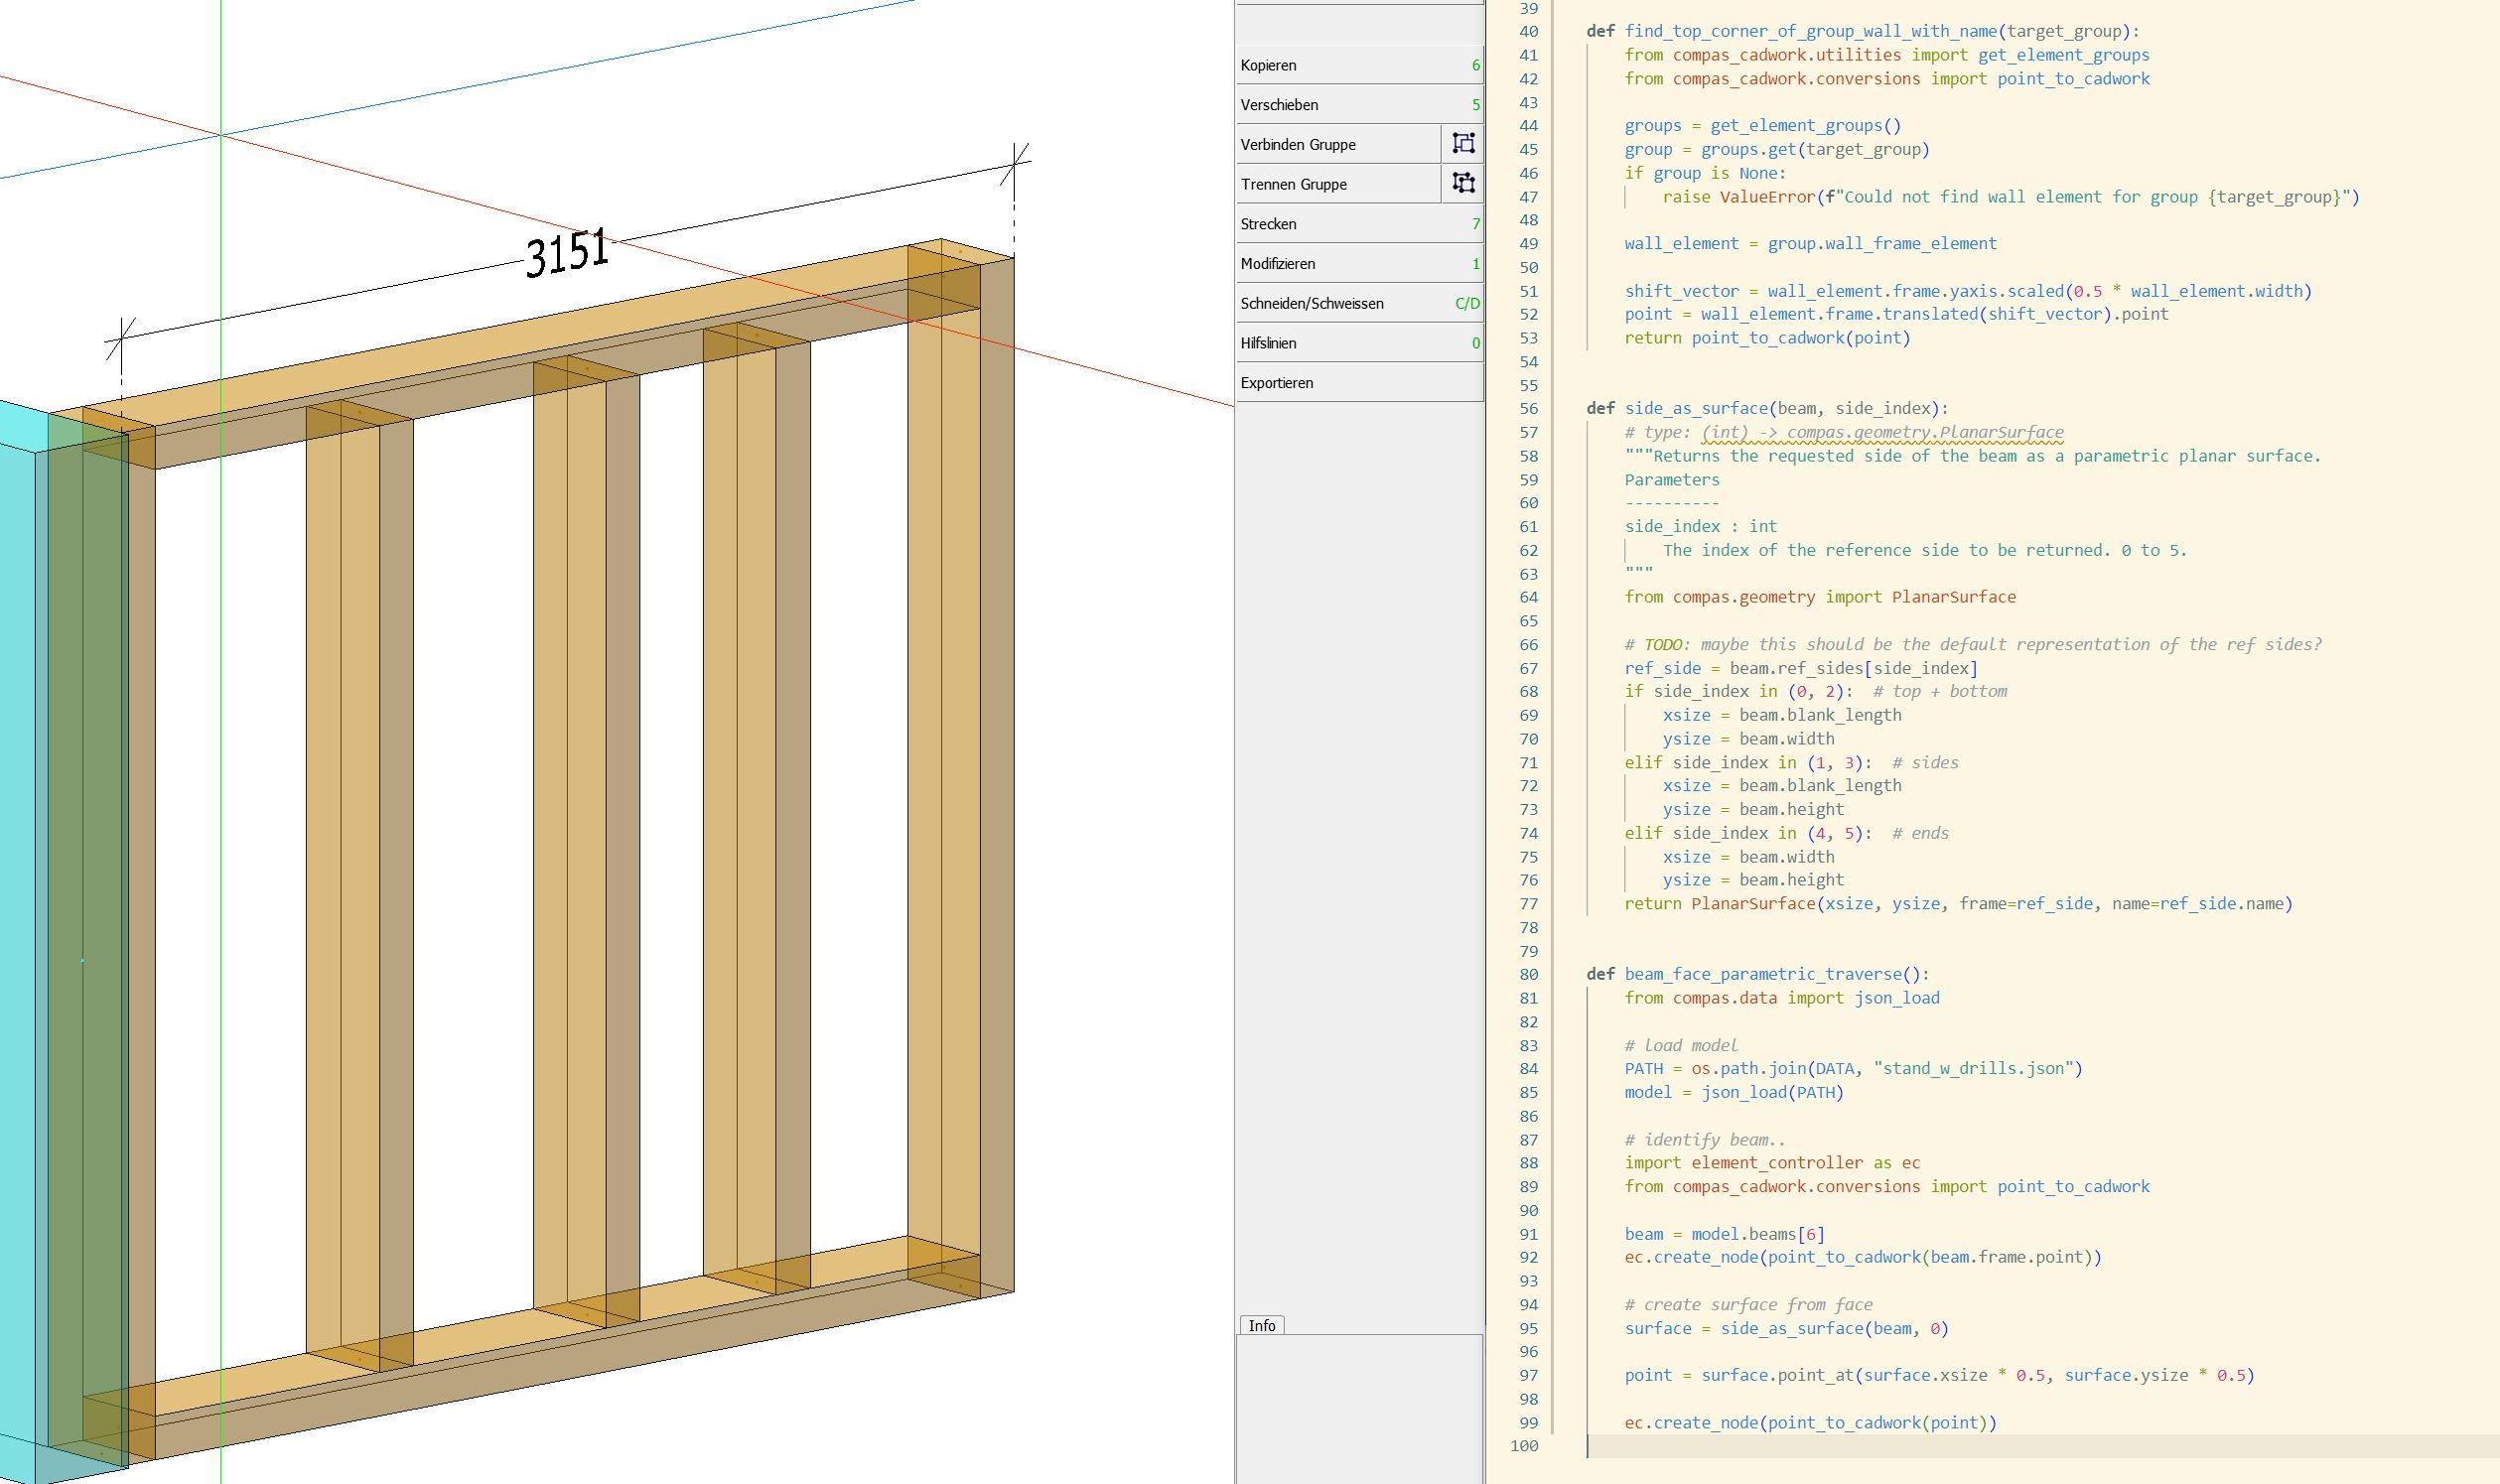 3151
Kopieren 6
Verschieben 5
Verbinden Gruppe
Trennen Gruppe
Strecken 7
Modifizieren 1
Schneiden/Schweissen C/D
Hilfslinien 0
Exportieren
Info
39
40 def find_top_corner_of_group_wall_with_name(target_group):
41 from compas_cadwork.utilities import get_element_groups
42 from compas_cadwork.conversions import point_to_cadwork
43
44 groups = get_element_groups()
45 group = groups.get(target_group)
46 if group is None:
47 raise ValueError(f"Could not find wall element for group {target_group}")
48
49 wall_element = group.wall_frame_element
50
51 shift_vector = wall_element.frame.yaxis.scaled(0.5 * wall_element.width)
52 point = wall_element.frame.translated(shift_vector).point
53 return point_to_cadwork(point)
54
55
56 def side_as_surface(beam, side_index):
57 # type: (int) -> compas.geometry.PlanarSurface
58 """Returns the requested side of the beam as a parametric planar surface.
59 Parameters
60 ----------
61 side_index : int
62 The index of the reference side to be returned. 0 to 5.
63 """
64 from compas.geometry import PlanarSurface
65
66 # TODO: maybe this should be the default representation of the ref sides?
67 ref_side = beam.ref_sides[side_index]
68 if side_index in (0, 2):  # top + bottom
69 xsize = beam.blank_length
70 ysize = beam.width
71 elif side_index in (1, 3):  # sides
72 xsize = beam.blank_length
73 ysize = beam.height
74 elif side_index in (4, 5):  # ends
75 xsize = beam.width
76 ysize = beam.height
77 return PlanarSurface(xsize, ysize, frame=ref_side, name=ref_side.name)
78
79
80 def beam_face_parametric_traverse():
81 from compas.data import json_load
82
83 # load model
84 PATH = os.path.join(DATA, "stand_w_drills.json")
85 model = json_load(PATH)
86
87 # identify beam..
88 import element_controller as ec
89 from compas_cadwork.conversions import point_to_cadwork
90
91 beam = model.beams[6]
92 ec.create_node(point_to_cadwork(beam.frame.point))
93
94 # create surface from face
95 surface = side_as_surface(beam, 0)
96
97 point = surface.point_at(surface.xsize * 0.5, surface.ysize * 0.5)
98
99 ec.create_node(point_to_cadwork(point))
100